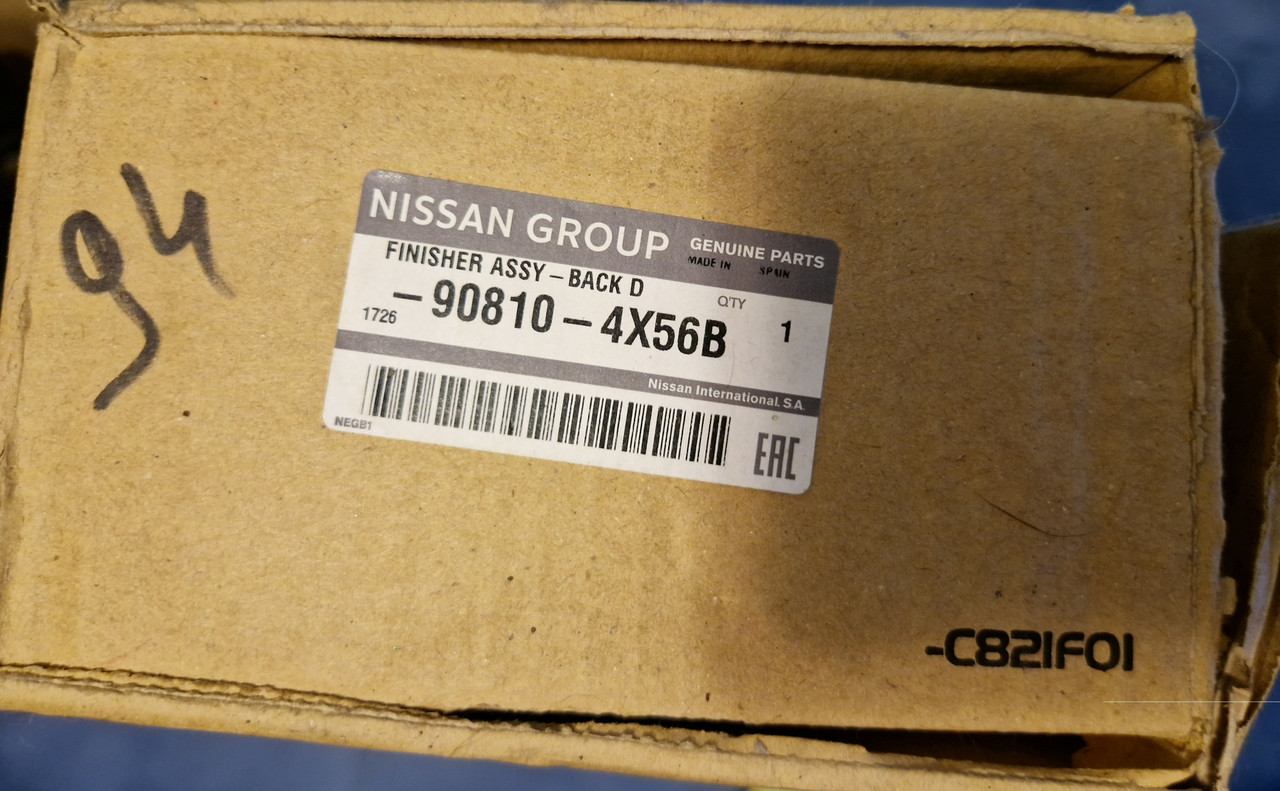 94
NISSAN GROUP GENUINE PARTS
MADE IN SPAIN
FINISHER ASSY – BACK D
Q'TY
1726 – 90810 – 4X56B 1
Nissan International. S.A.
NEGB1
EAC
-C821F01